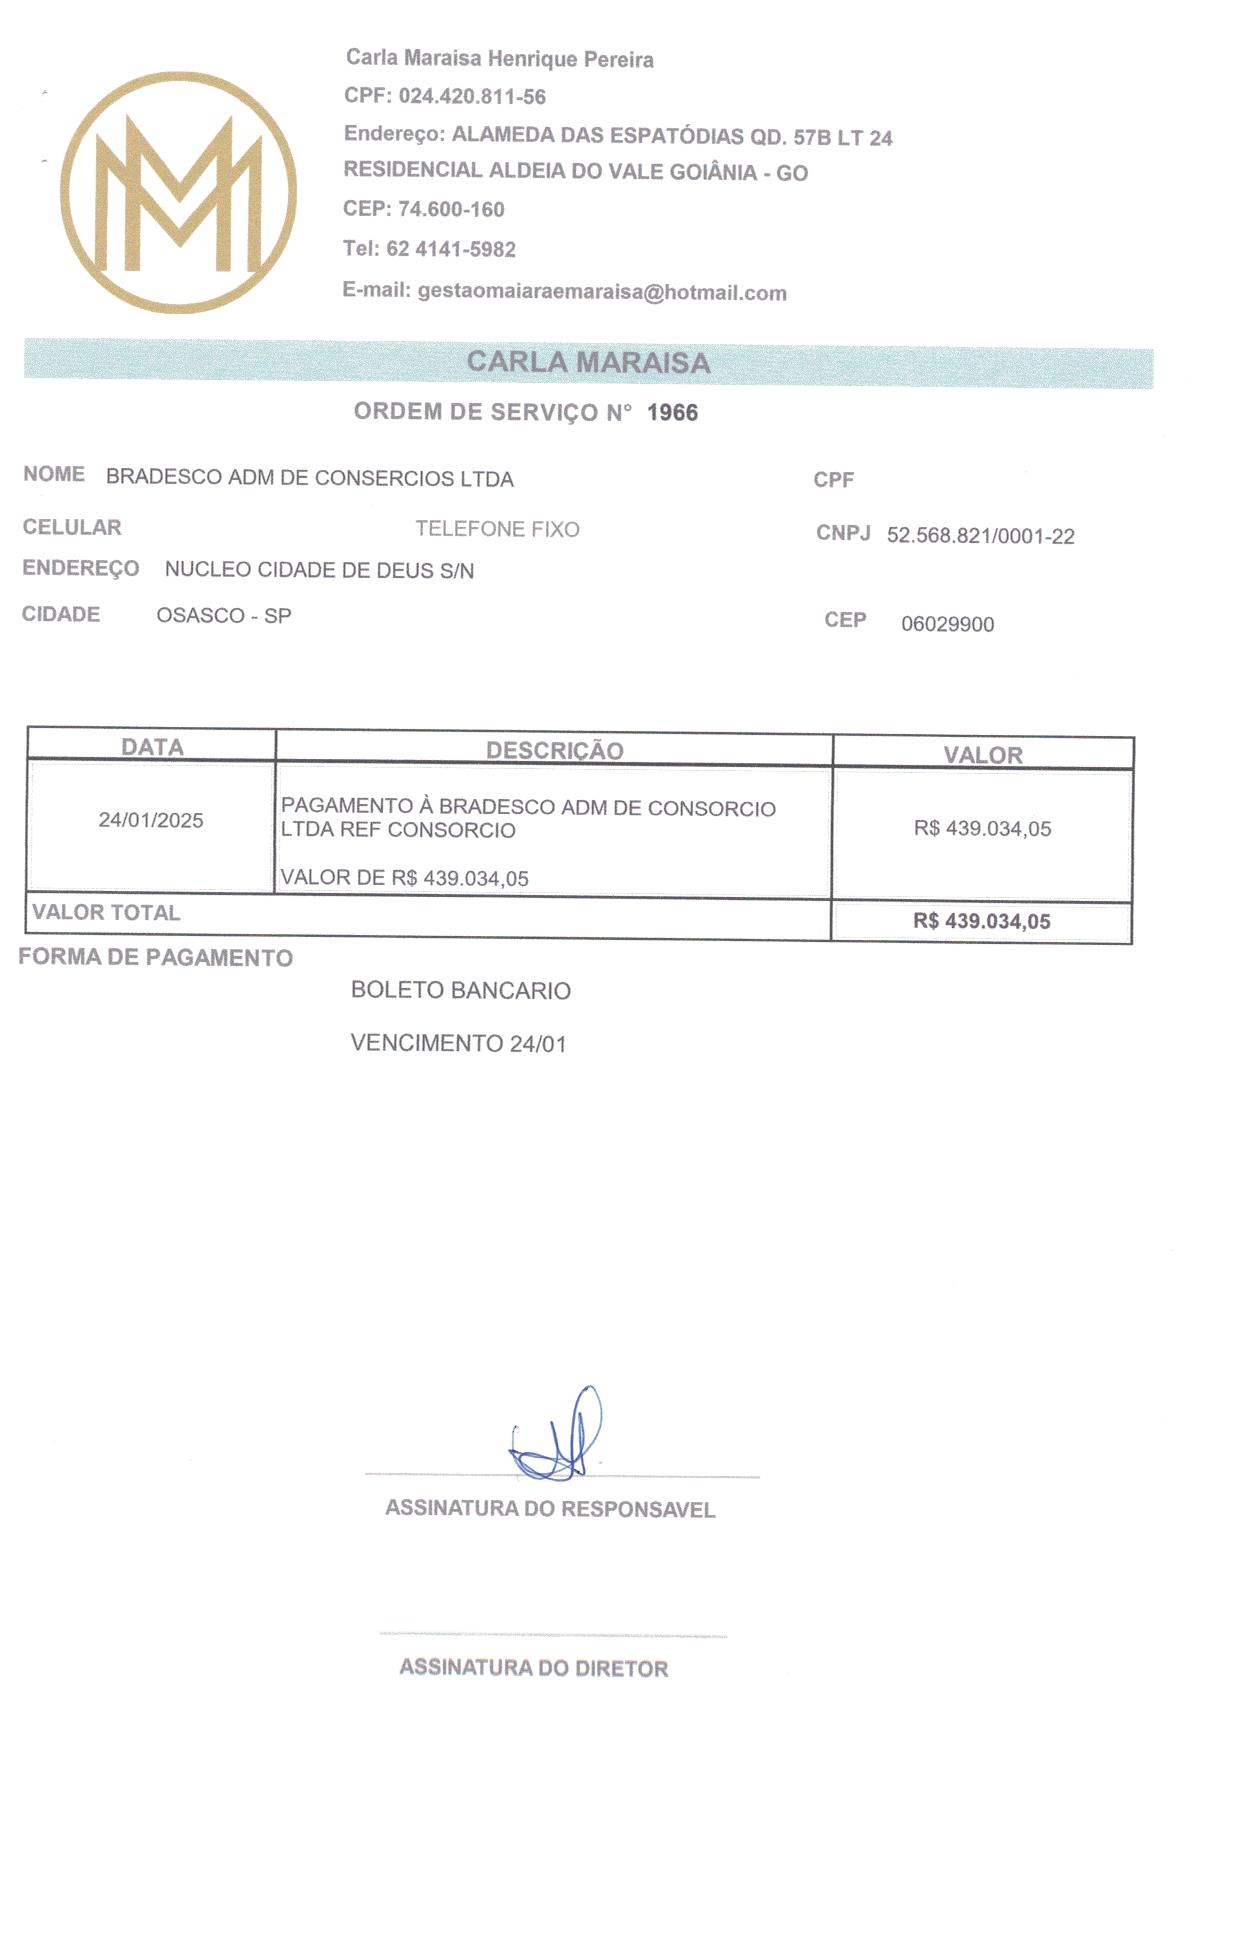 Carla Maraisa Henrique Pereira
CPF: 024.420.811-56
Endereço: ALAMEDA DAS ESPATÓDIAS QD. 57B LT 24
RESIDENCIAL ALDEIA DO VALE GOIÂNIA - GO
CEP: 74.600-160
Tel: 62 4141-5982
E-mail: gestaomaiaraemaraisa@hotmail.com
CARLA MARAISA
ORDEM DE SERVIÇO N° 1966
NOME BRADESCO ADM DE CONSERCIOS LTDA CPF
CELULAR TELEFONE FIXO CNPJ 52.568.821/0001-22
ENDEREÇO NUCLEO CIDADE DE DEUS S/N
CIDADE OSASCO - SP CEP 06029900
DATA DESCRIÇÃO VALOR
24/01/2025 PAGAMENTO À BRADESCO ADM DE CONSORCIO R$ 439.034,05
LTDA REF CONSORCIO
VALOR DE R$ 439.034,05
VALOR TOTAL R$ 439.034,05
FORMA DE PAGAMENTO
BOLETO BANCARIO
VENCIMENTO 24/01
ASSINATURA DO RESPONSAVEL
ASSINATURA DO DIRETOR